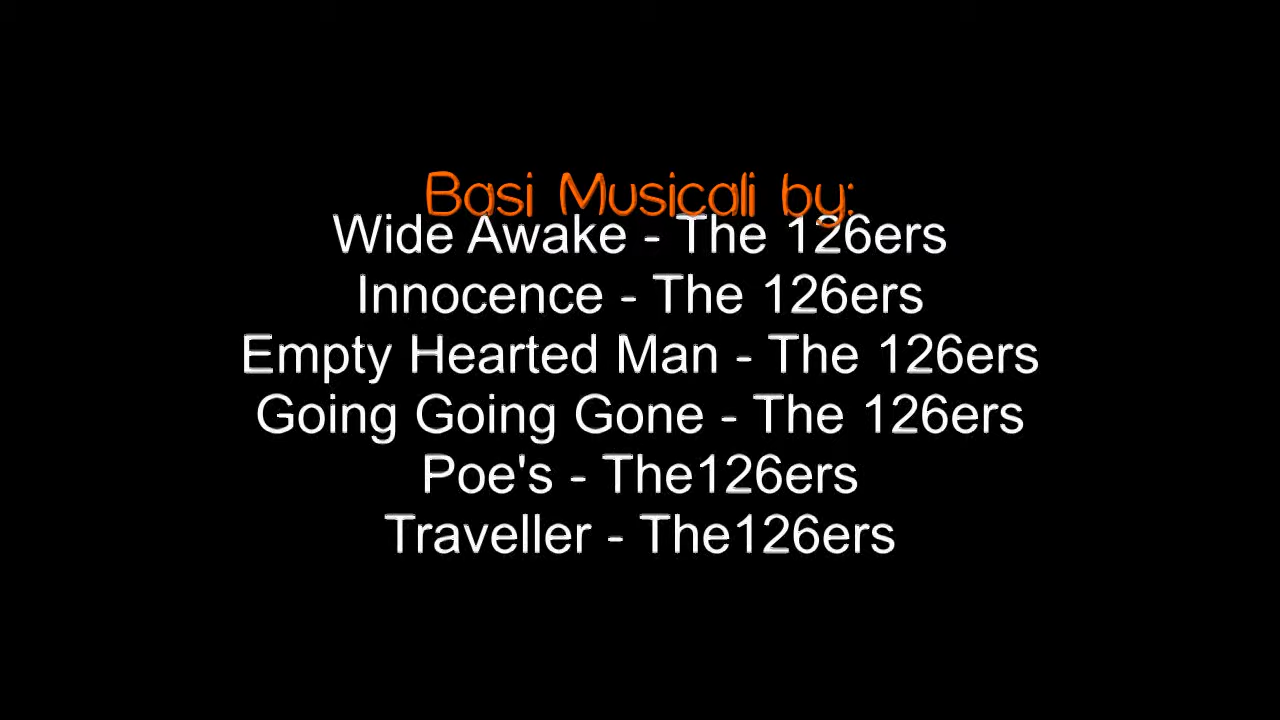 Basi Musicali by:
Wide Awake - The 126ers
Innocence - The 126ers
Empty Hearted Man - The 126ers
Going Going Gone - The 126ers
Poe's - The126ers
Traveller - The126ers